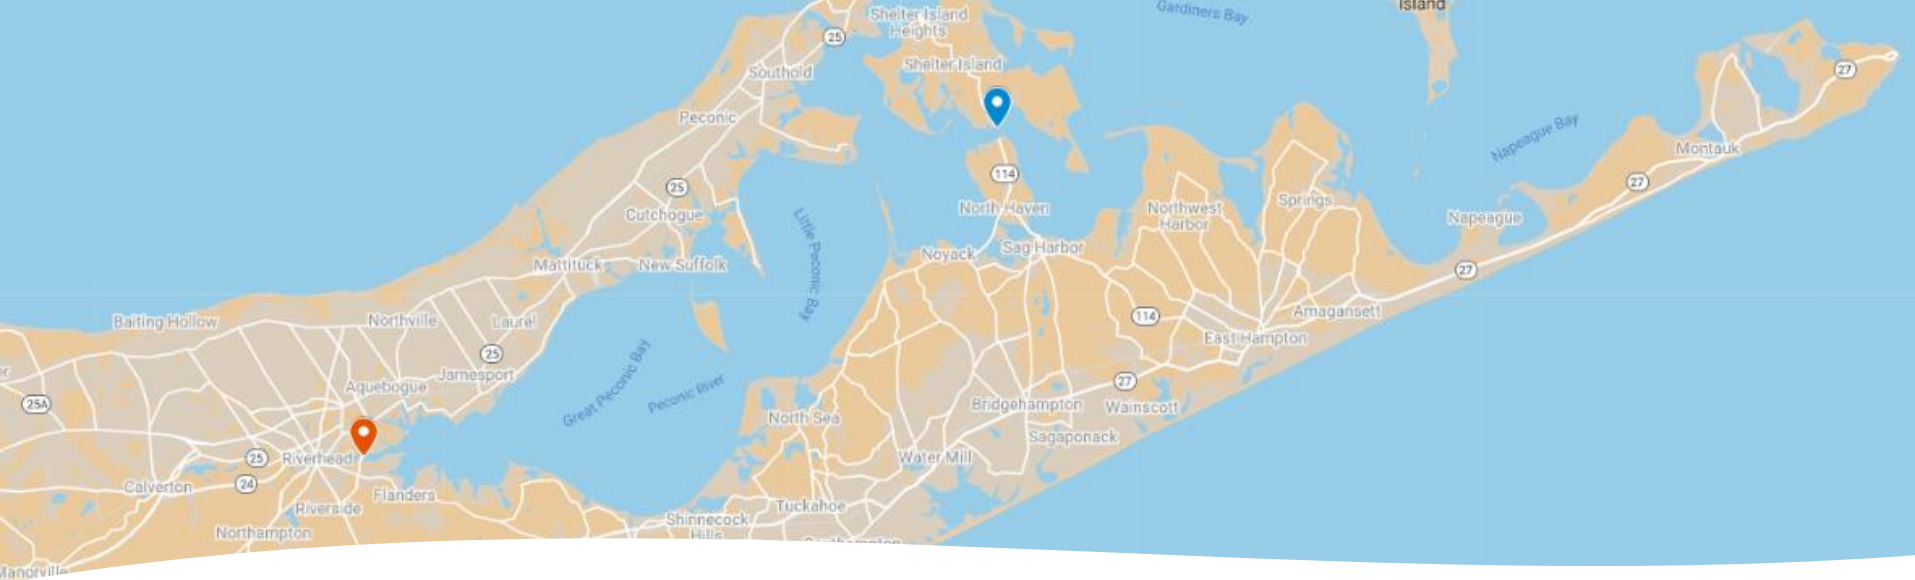 Shelter Island
Heights
Gardiners Bay
Island
25
Southold
Shelter Island
27
Peconic
Napeague Bay
Montauk
114
25
27
Cutchogue
North Haven
Northwest
Harbor
Springs
Napeague
Little Peconic Bay
Mattituck
New Suffolk
Noyack
Sag Harbor
27
Baiting Hollow
Northville
Laurel
114
Amagansett
East Hampton
25
Jamesport
Aquebogue
Great Peconic Bay
Peconic River
27
25A
North Sea
Bridgehampton
Wainscott
Sagaponack
25
Riverhead
Water Mill
24
Calverton
Flanders
Riverside
Tuckahoe
Shinnecock
Hills
Northampton
Southampton
Manorville